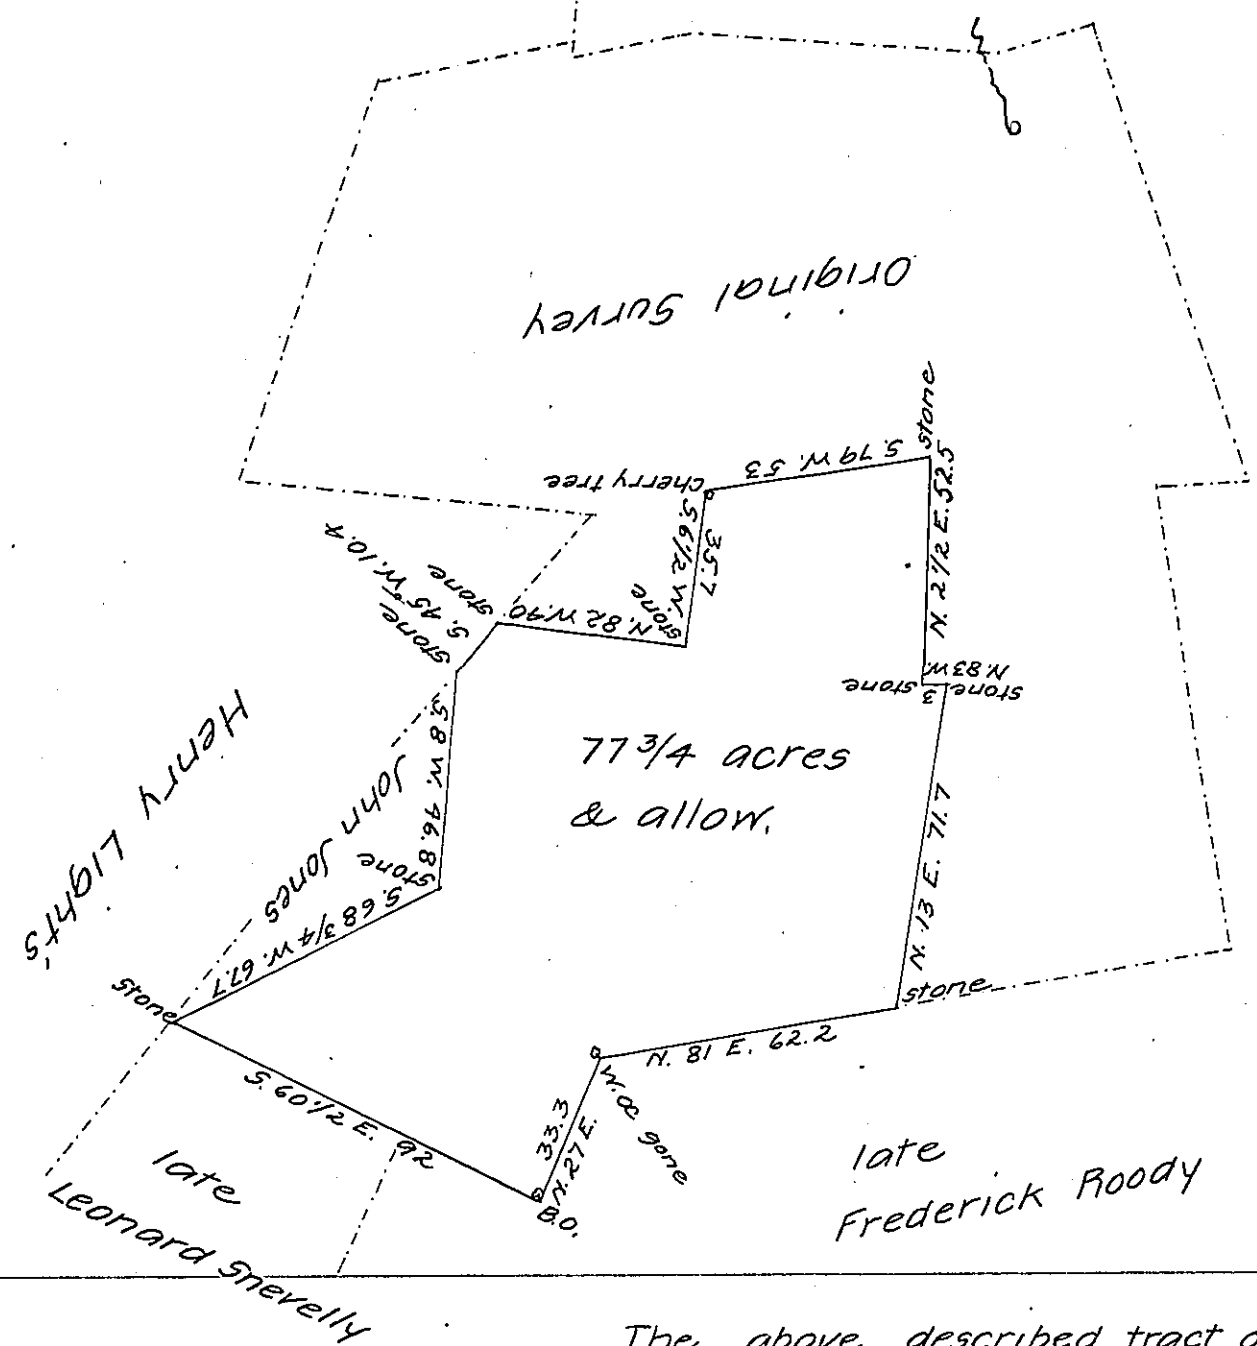 Original Survey
stone
S. 79 W. 53
cherry tree
S. 6 1/2 W.
35.7
stone
N. 82 W. 40
stone
S. 45° W. 10.4
stone
N. 2 1/2 E. 52.5
N. 83 W.
3
stone
stone
S. 8 W. 46.8
stone
77 3/4 acres
& allow.
Henry Light's
John Jones
S. 68 3/4 W. 67.7
stone
N. 13 E. 71.7
stone
N. 81 E. 62.2
W. O. gone
33.3
N. 27 E.
B.O.
S. 60 1/2 E. 92
late
Leonard Snevelly
late
Frederick Roody
The above described tract